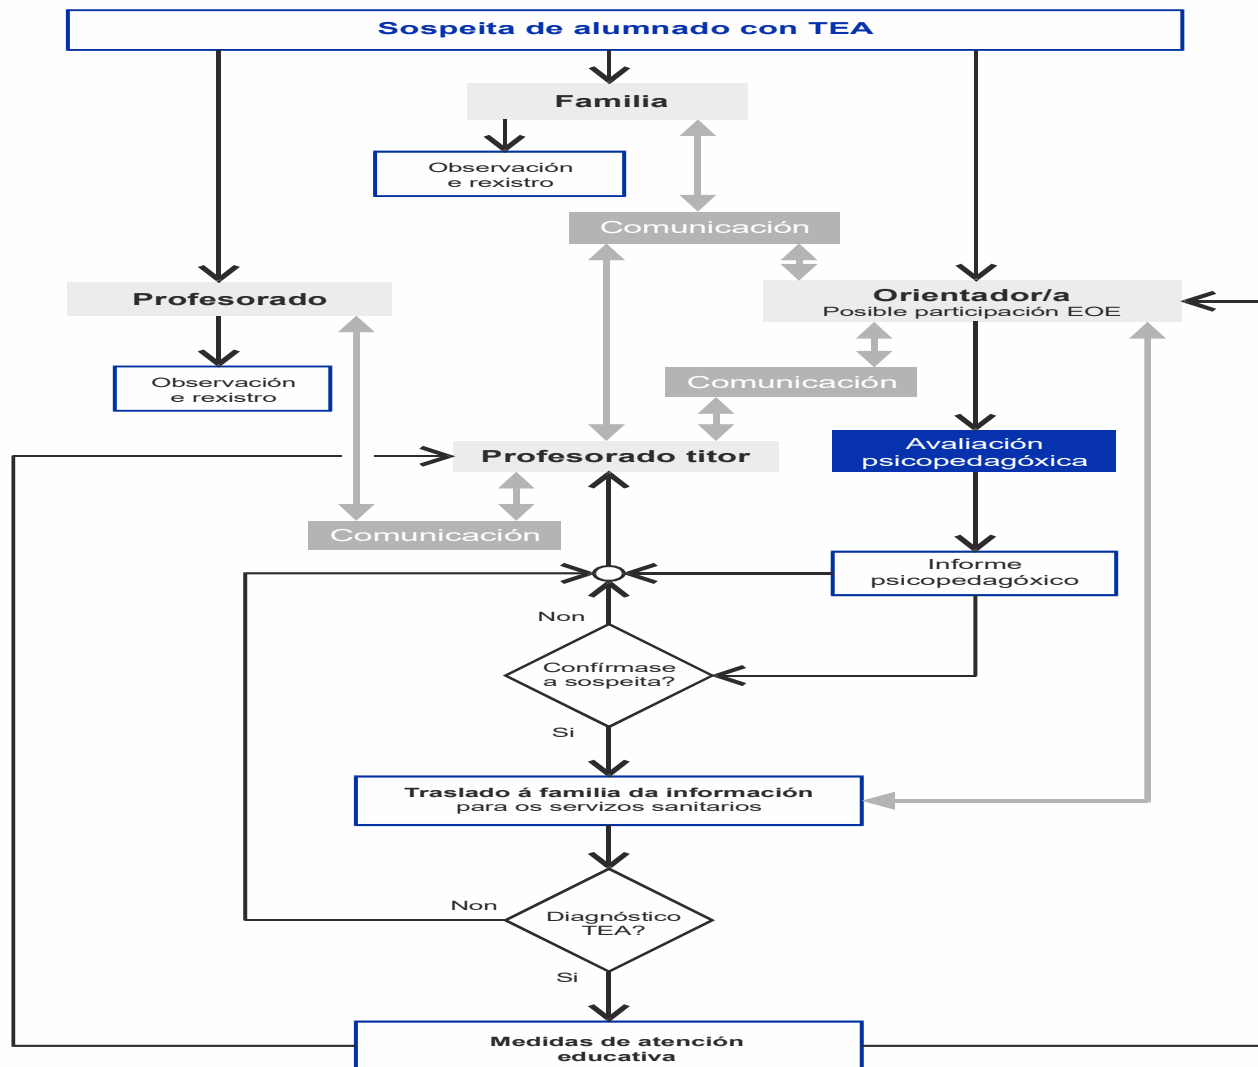 Sospeita de alumnado con TEA
Familia
Observación
e rexistro
Comunicación
Profesorado
Orientador/a
Posible participación EOE
Observación
e rexistro
Comunicación
Profesorado titor
Avaliación
psicopedagóxica
Comunicación
Informe
psicopedagóxico
Non
Confírmase
a sospeita?
Si
Traslado á familia da información
para os servizos sanitarios
Non
Diagnóstico
TEA?
Si
Medidas de atención
educativa